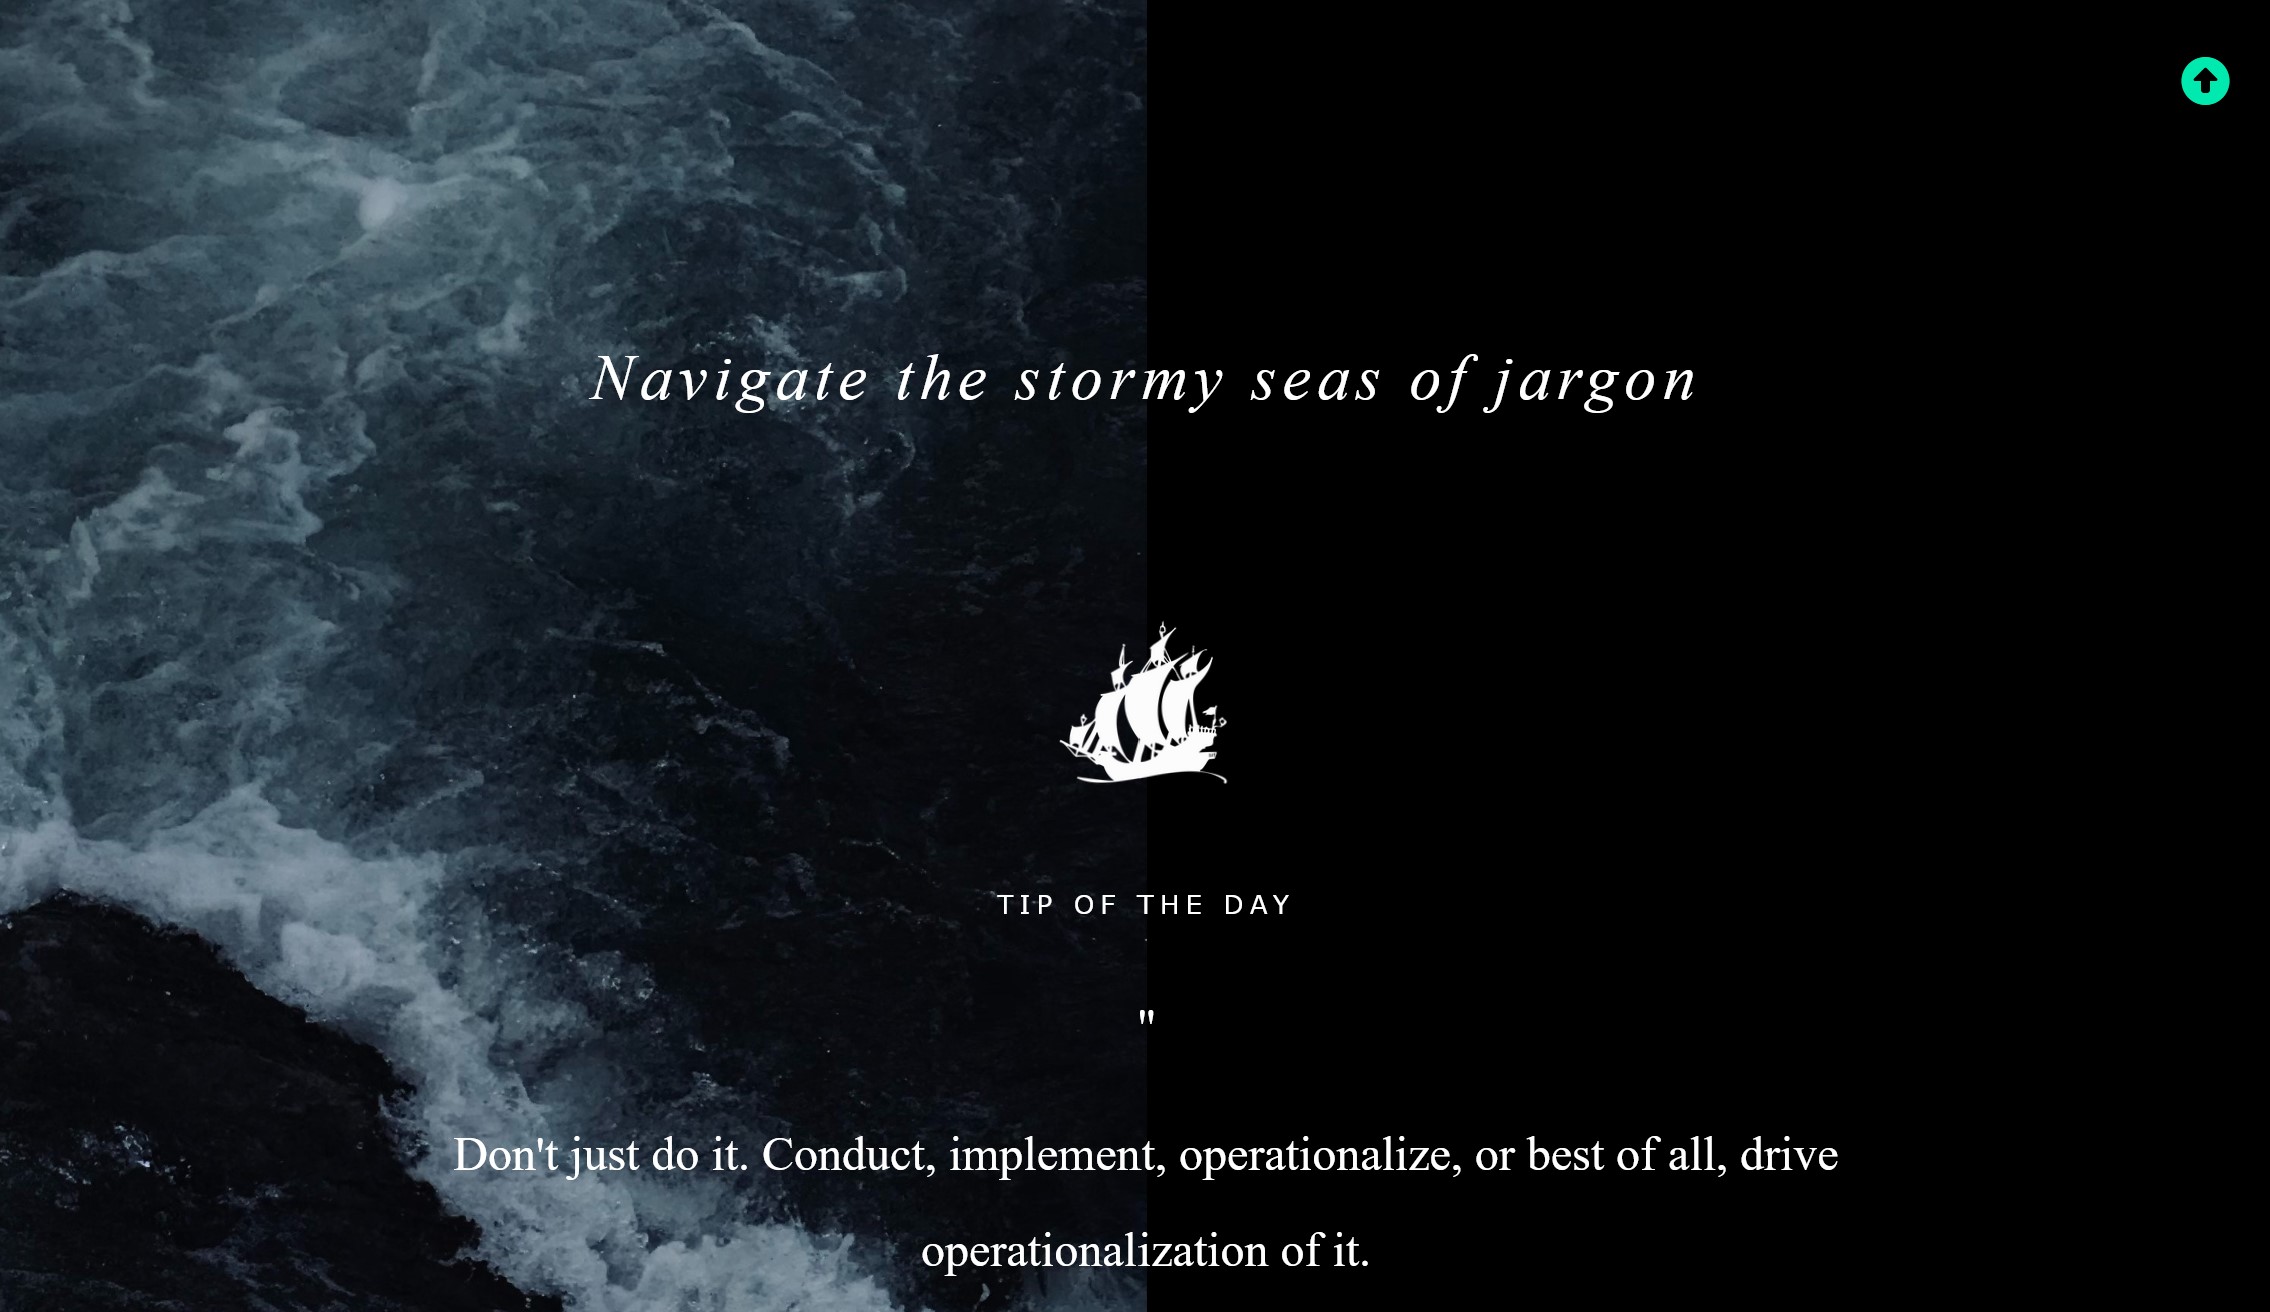 Navigate the stormy seas of jargon
TIP OF THE DAY
"
Don't just do it. Conduct, implement, operationalize, or best of all, drive
operationalization of it.